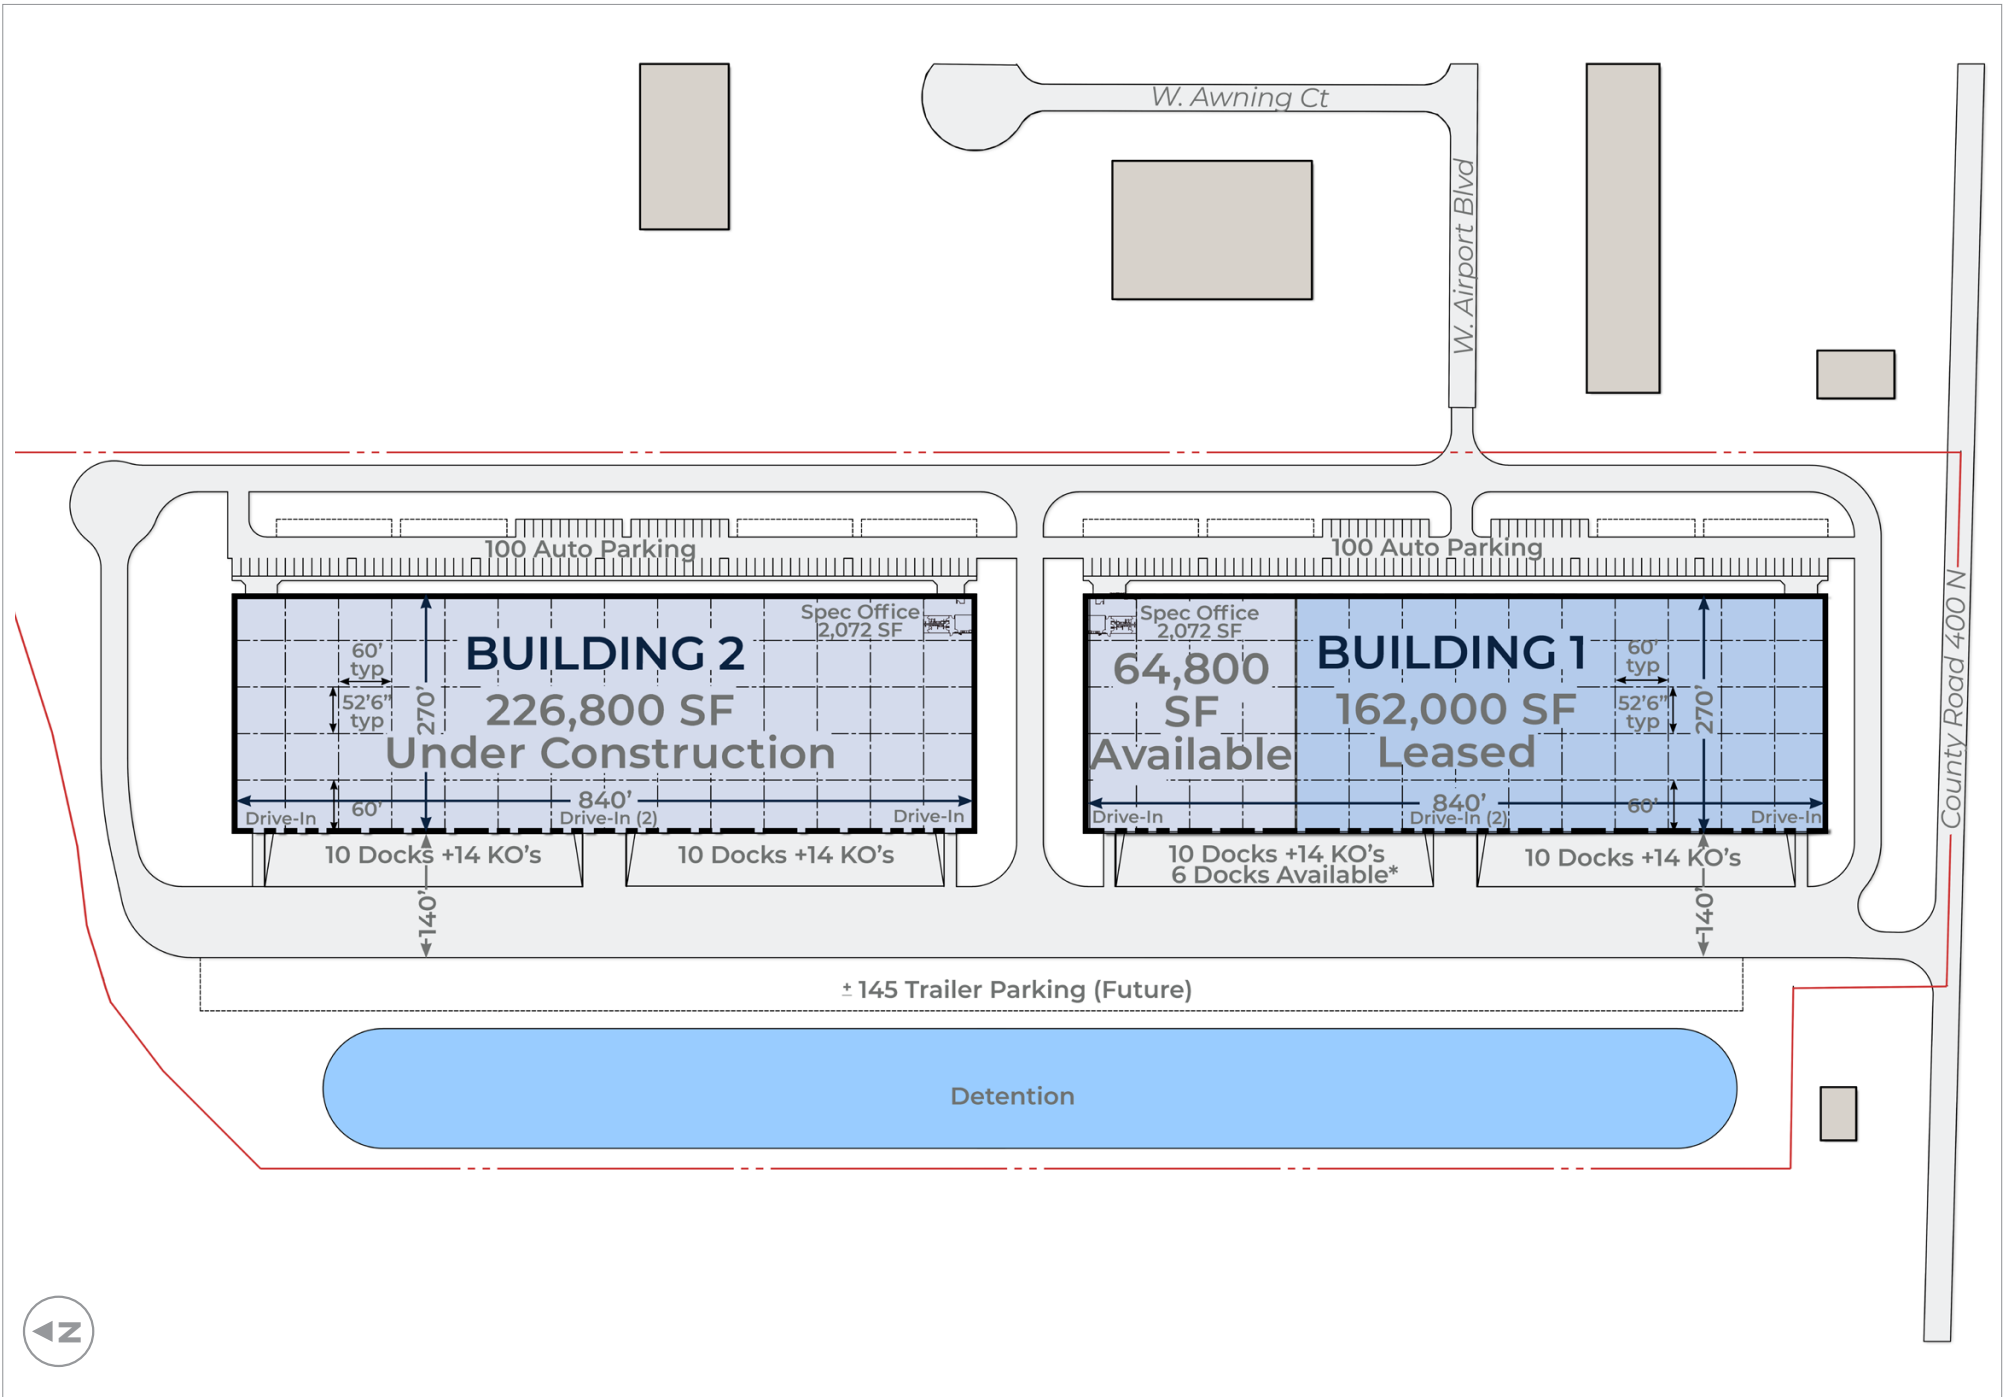 W. Awning Ct
W. Airport Blvd
County Road 400 N
100 Auto Parking
100 Auto Parking
Spec Office
2,072 SF
BUILDING 2
226,800 SF
Under Construction
60'
typ
52'6"
typ
270'
840'
60'
Drive-In
Drive-In (2)
Drive-In
10 Docks +14 KO's
10 Docks +14 KO's
140'
Spec Office
2,072 SF
64,800
SF
Available
BUILDING 1
162,000 SF
Leased
60'
typ
52'6"
typ
270'
840'
60'
Drive-In
Drive-In (2)
Drive-In
10 Docks +14 KO's
6 Docks Available*
10 Docks +14 KO's
140'
± 145 Trailer Parking (Future)
Detention
N